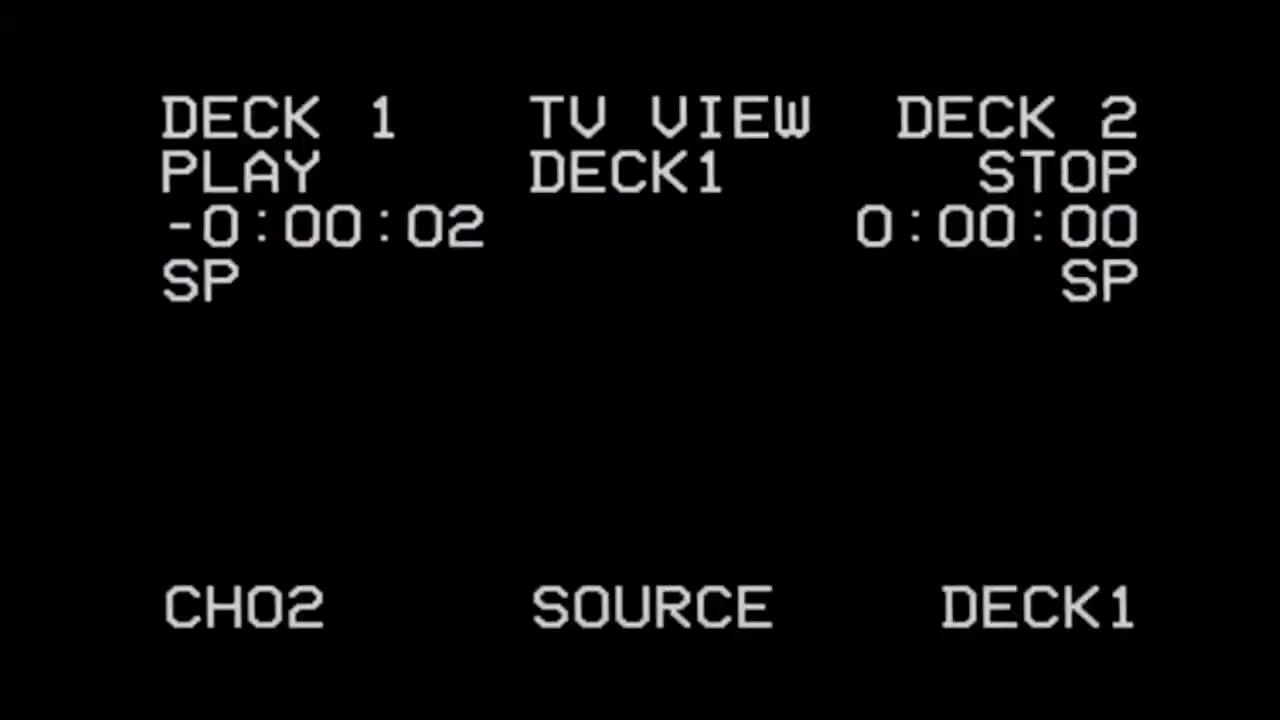 DECK 1 TV VIEW DECK 2
PLAY DECK1 STOP
-0:00:02 0:00:00
SP SP
CH02 SOURCE DECK1